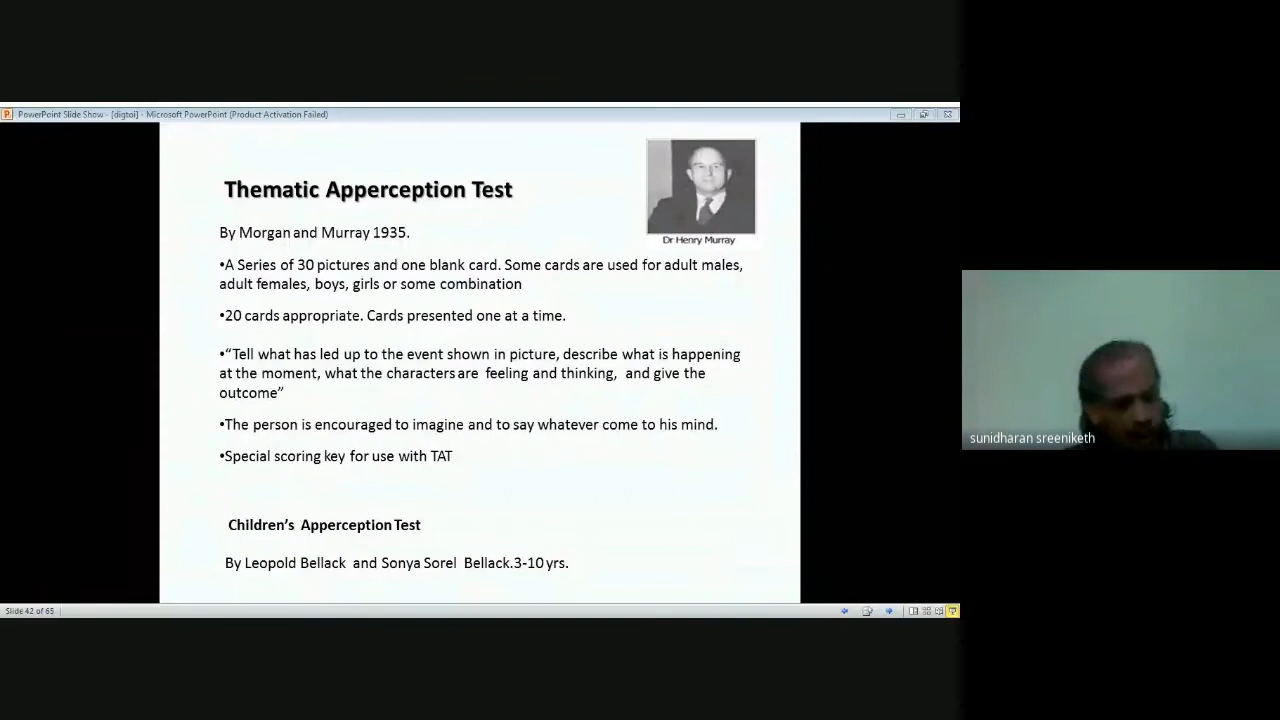 PowerPoint Slide Show - [digtoi] - Microsoft PowerPoint (Product Activation Failed)
Thematic Apperception Test
Dr Henry Murray
By Morgan and Murray 1935.
•A Series of 30 pictures and one blank card. Some cards are used for adult males,
adult females, boys, girls or some combination
•20 cards appropriate. Cards presented one at a time.
•“Tell what has led up to the event shown in picture, describe what is happening
at the moment, what the characters are feeling and thinking, and give the
outcome”
•The person is encouraged to imagine and to say whatever come to his mind.
•Special scoring key for use with TAT
Children’s Apperception Test
By Leopold Bellack and Sonya Sorel Bellack.3-10 yrs.
Slide 42 of 65
sunidharan sreeniketh